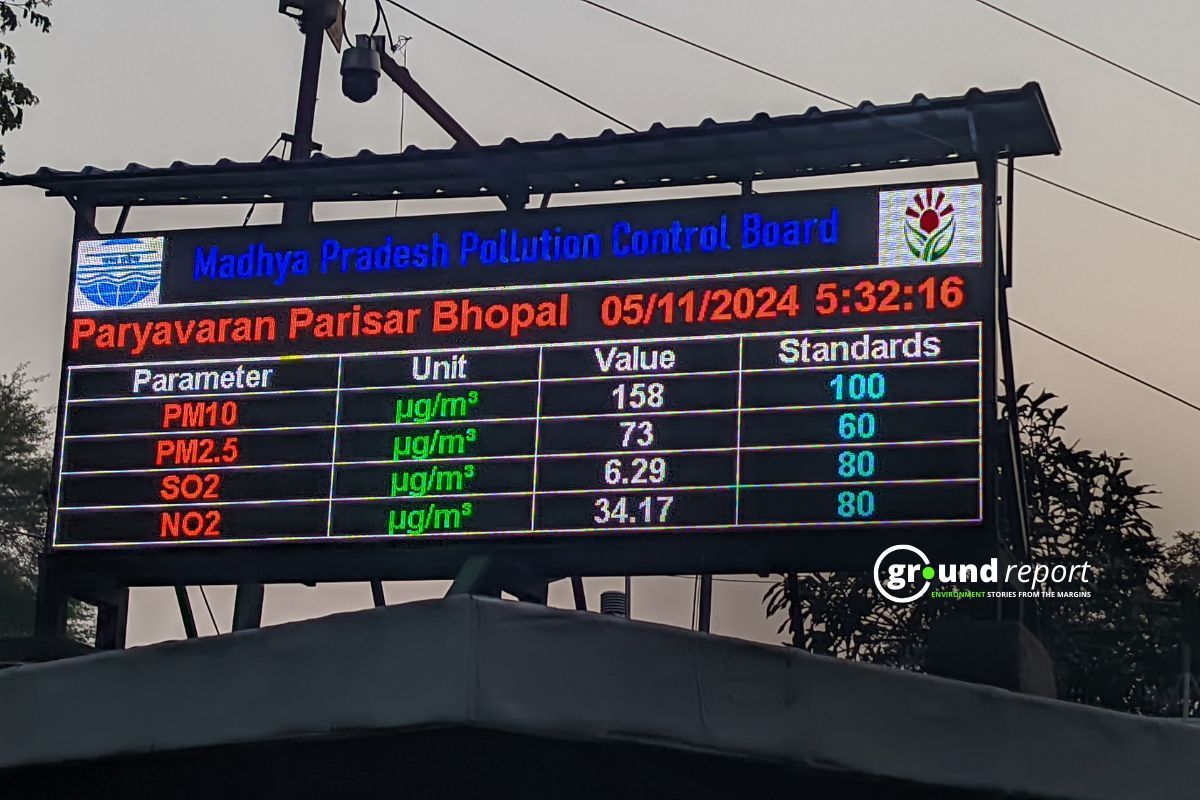 Madhya Pradesh Pollution Control Board
Paryavaran Parisar Bhopal 05/11/2024 5:32:16
Parameter Unit Value Standards
PM10 µg/m³ 158 100
PM2.5 µg/m³ 73 60
SO2 µg/m³ 6.29 80
NO2 µg/m³ 34.17 80
ground report
ENVIRONMENT STORIES FROM THE MARGINS